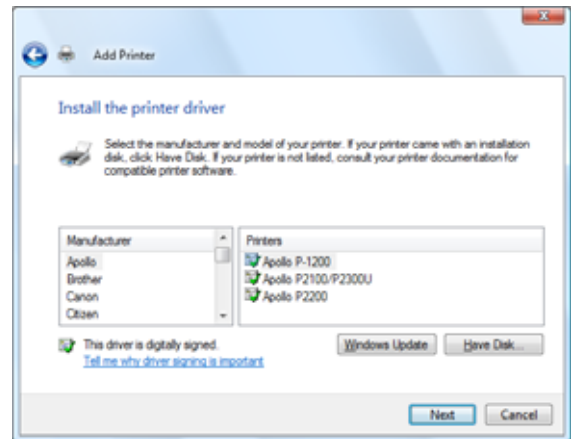 Add Printer
Install the printer driver
Select the manufacturer and model of your printer. If your printer came with an installation
disk, click Have Disk. If your printer is not listed, consult your printer documentation for
compatible printer software.
Manufacturer
Apollo
Brother
Canon
Citizen
Printers
Apollo P-1200
Apollo P2100/P2300U
Apollo P2200
This driver is digitally signed.
Tell me why driver signing is important
Windows Update
Have Disk...
Next
Cancel